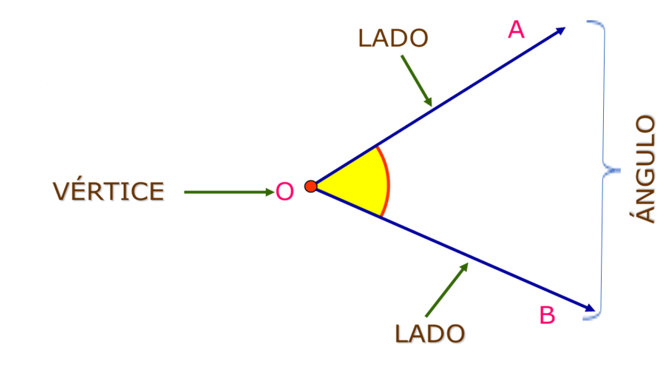 LADO
A
VÉRTICE
O
ÁNGULO
B
LADO